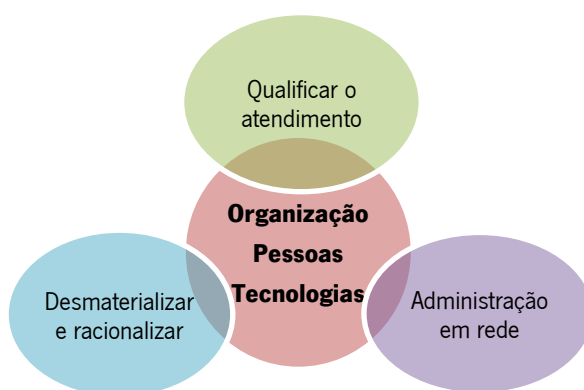 Qualificar o
atendimento
Organização
Pessoas
Tecnologias
Desmaterializar
e racionalizar
Administração
em rede